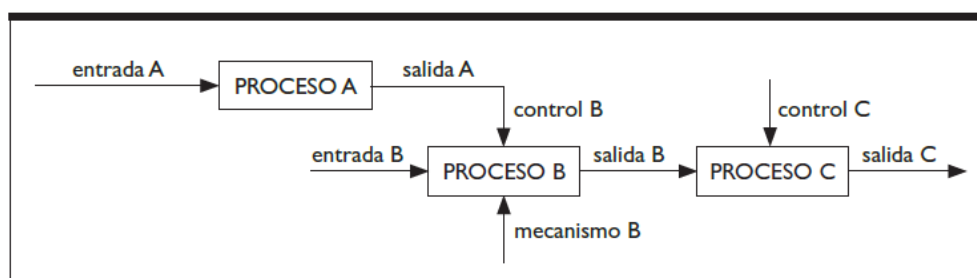 entrada A
PROCESO A
salida A
control B
control C
entrada B
PROCESO B
salida B
PROCESO C
salida C
mecanismo B